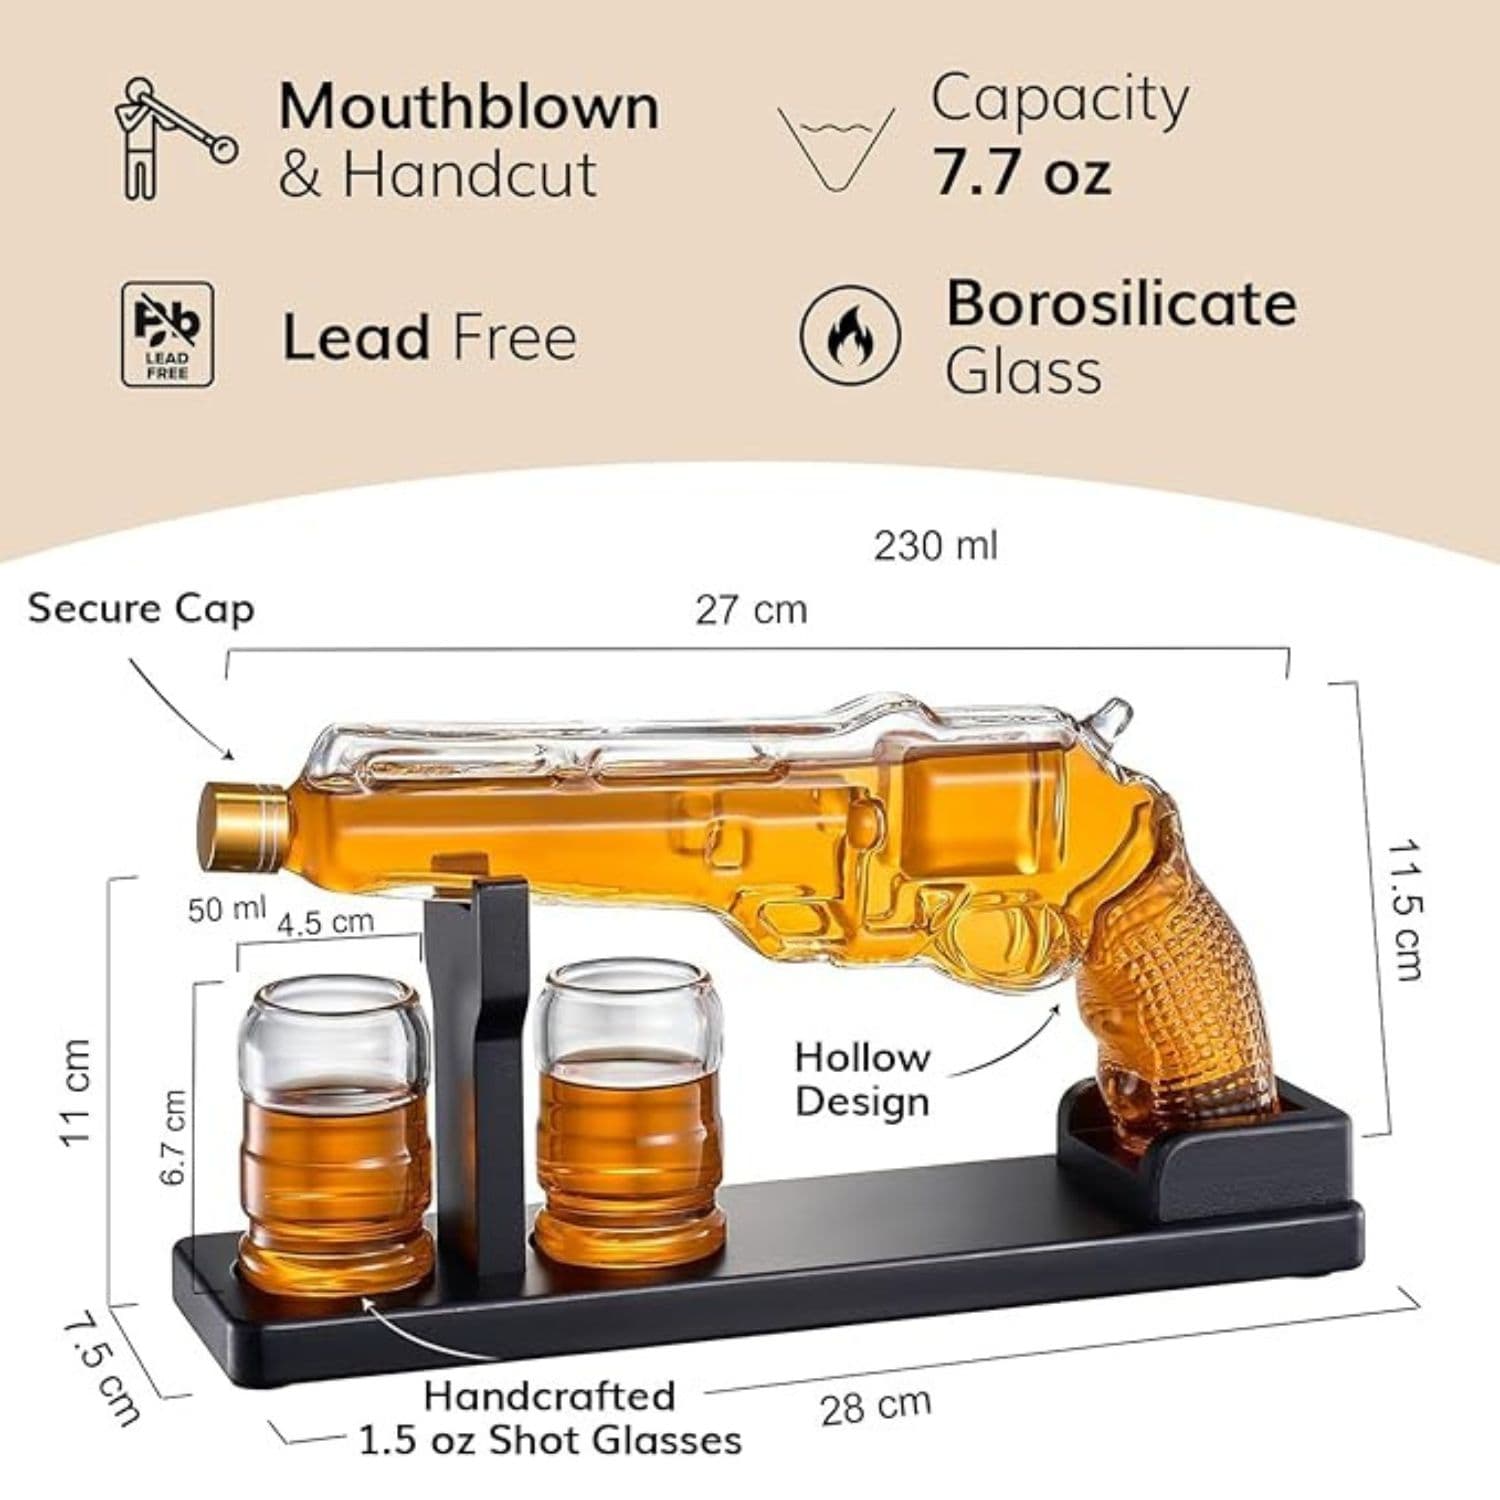 Mouthblown
& Handcut
Capacity
7.7 oz
Pb
LEAD
FREE
Lead Free
Borosilicate
Glass
230 ml
27 cm
Secure Cap
11.5 cm
50 ml
4.5 cm
11 cm
6.7 cm
Hollow
Design
7.5 cm
28 cm
Handcrafted
1.5 oz Shot Glasses